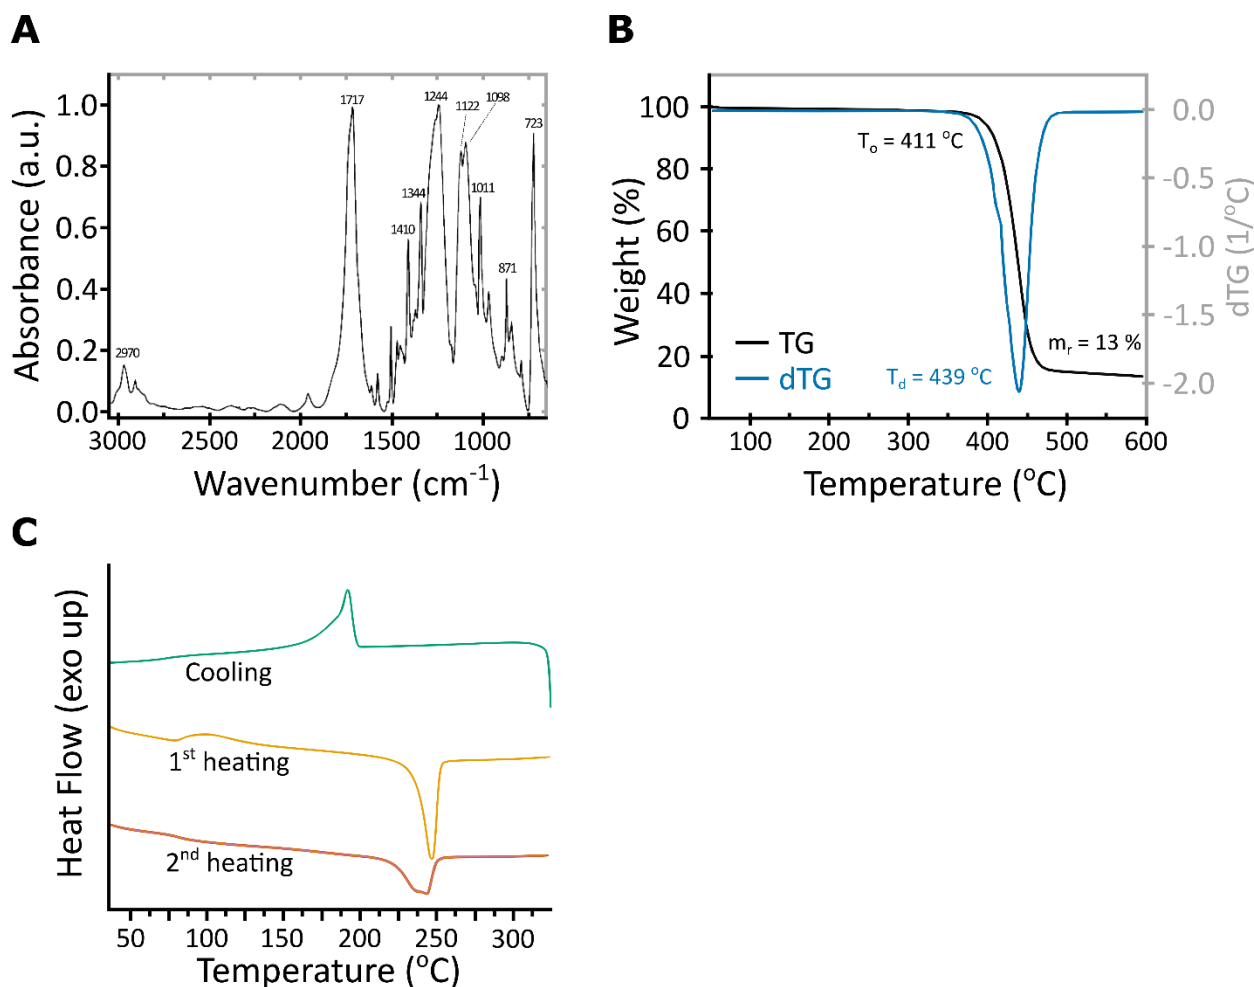 A
B
1717
1244
1122
1098
723
1344
1011
1410
871
2970
1.0
0.8
0.6
0.4
0.2
0.0
Absorbance (a.u.)
3000
2500
2000
1500
1000
Wavenumber (cm⁻¹)
100
80
60
40
20
0
Weight (%)
0.0
-0.5
-1.0
-1.5
-2.0
dTG (1/°C)
Tₒ = 411 °C
mᵣ = 13 %
T_d = 439 °C
TG
dTG
100
200
300
400
500
600
Temperature (°C)
C
Heat Flow (exo up)
Cooling
1ˢᵗ heating
2ⁿᵈ heating
50
100
150
200
250
300
Temperature (°C)